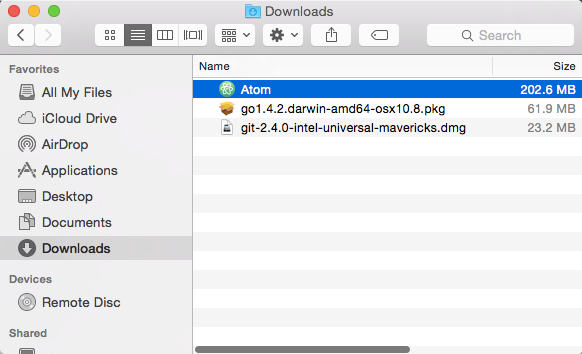 Downloads
Search
Favorites
All My Files
iCloud Drive
AirDrop
Applications
Desktop
Documents
Downloads
Devices
Remote Disc
Shared
Name Size
Atom 202.6 MB
go1.4.2.darwin-amd64-osx10.8.pkg 61.9 MB
git-2.4.0-intel-universal-mavericks.dmg 23.2 MB